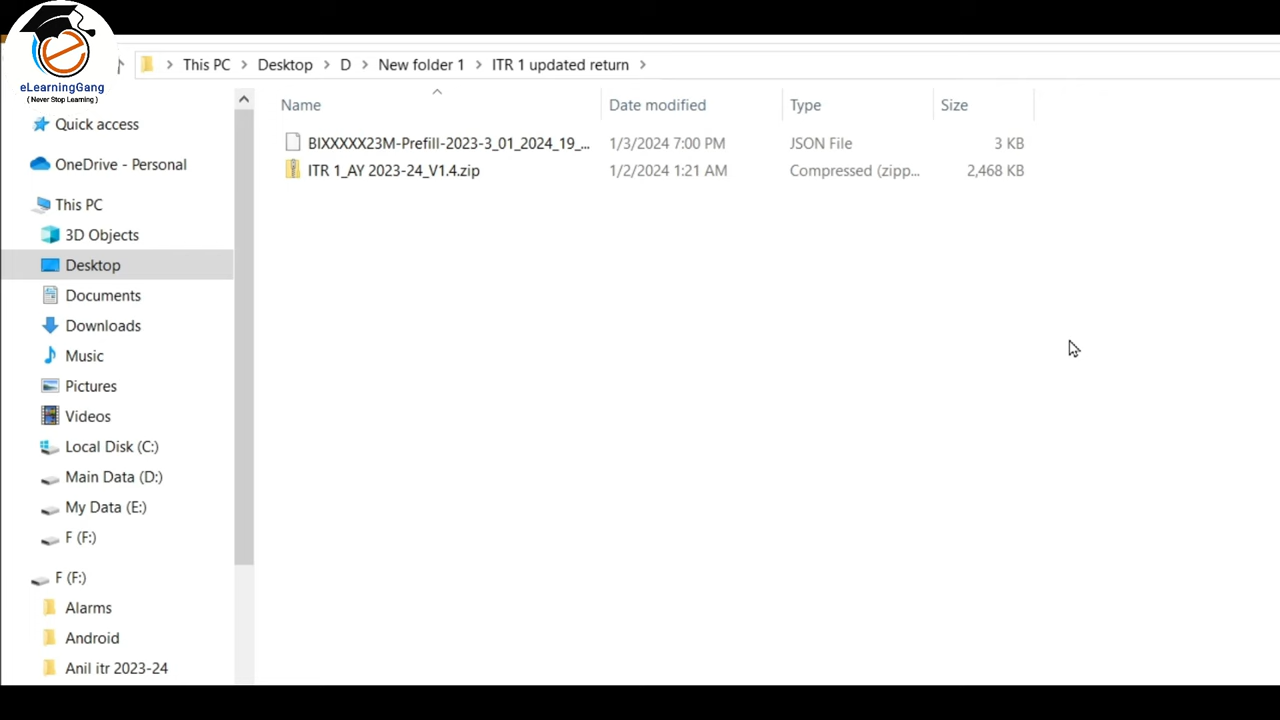 eLearningGang
( Never Stop Learning )
This PC
Desktop
D
New folder 1
ITR 1 updated return
Name
Date modified
Type
Size
BIXXXXX23M-Prefill-2023-3_01_2024_19_...
1/3/2024 7:00 PM
JSON File
3 KB
ITR 1_AY 2023-24_V1.4.zip
1/2/2024 1:21 AM
Compressed (zipp...
2,468 KB
Quick access
OneDrive - Personal
This PC
3D Objects
Desktop
Documents
Downloads
Music
Pictures
Videos
Local Disk (C:)
Main Data (D:)
My Data (E:)
F (F:)
F (F:)
Alarms
Android
Anil itr 2023-24